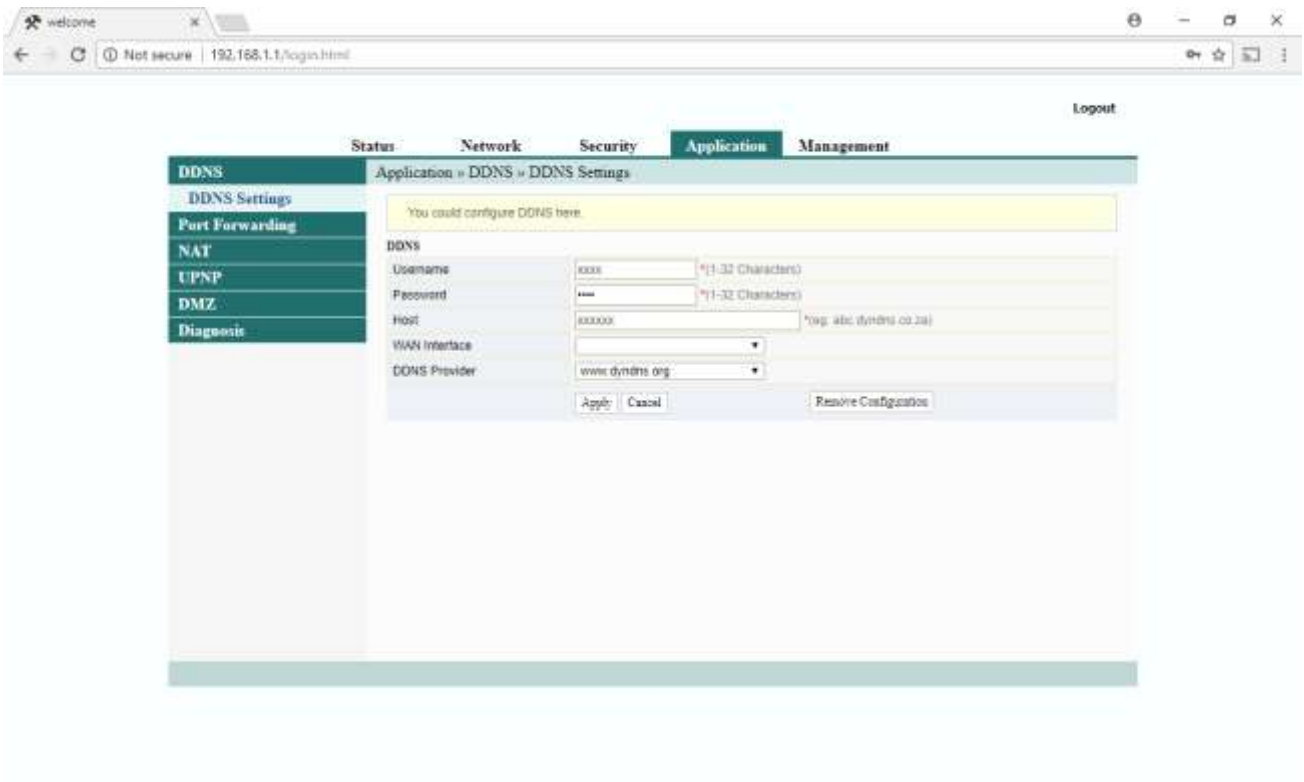 welcome
Not secure | 192.168.1.1/login.html
Logout
Status Network Security Application Management
DDNS
Application » DDNS » DDNS Settings
DDNS Settings
You could configure DDNS here.
Port Forwarding
NAT
DDNS
Username xxxx *(1-32 Characters)
UPNP
Password •••• *(1-32 Characters)
DMZ
Host xxxxxx *(eg: abc.dyndns.co.za)
Diagnosis
WAN Interface
DDNS Provider www.dyndns.org
Apply Cancel Remove Configuration